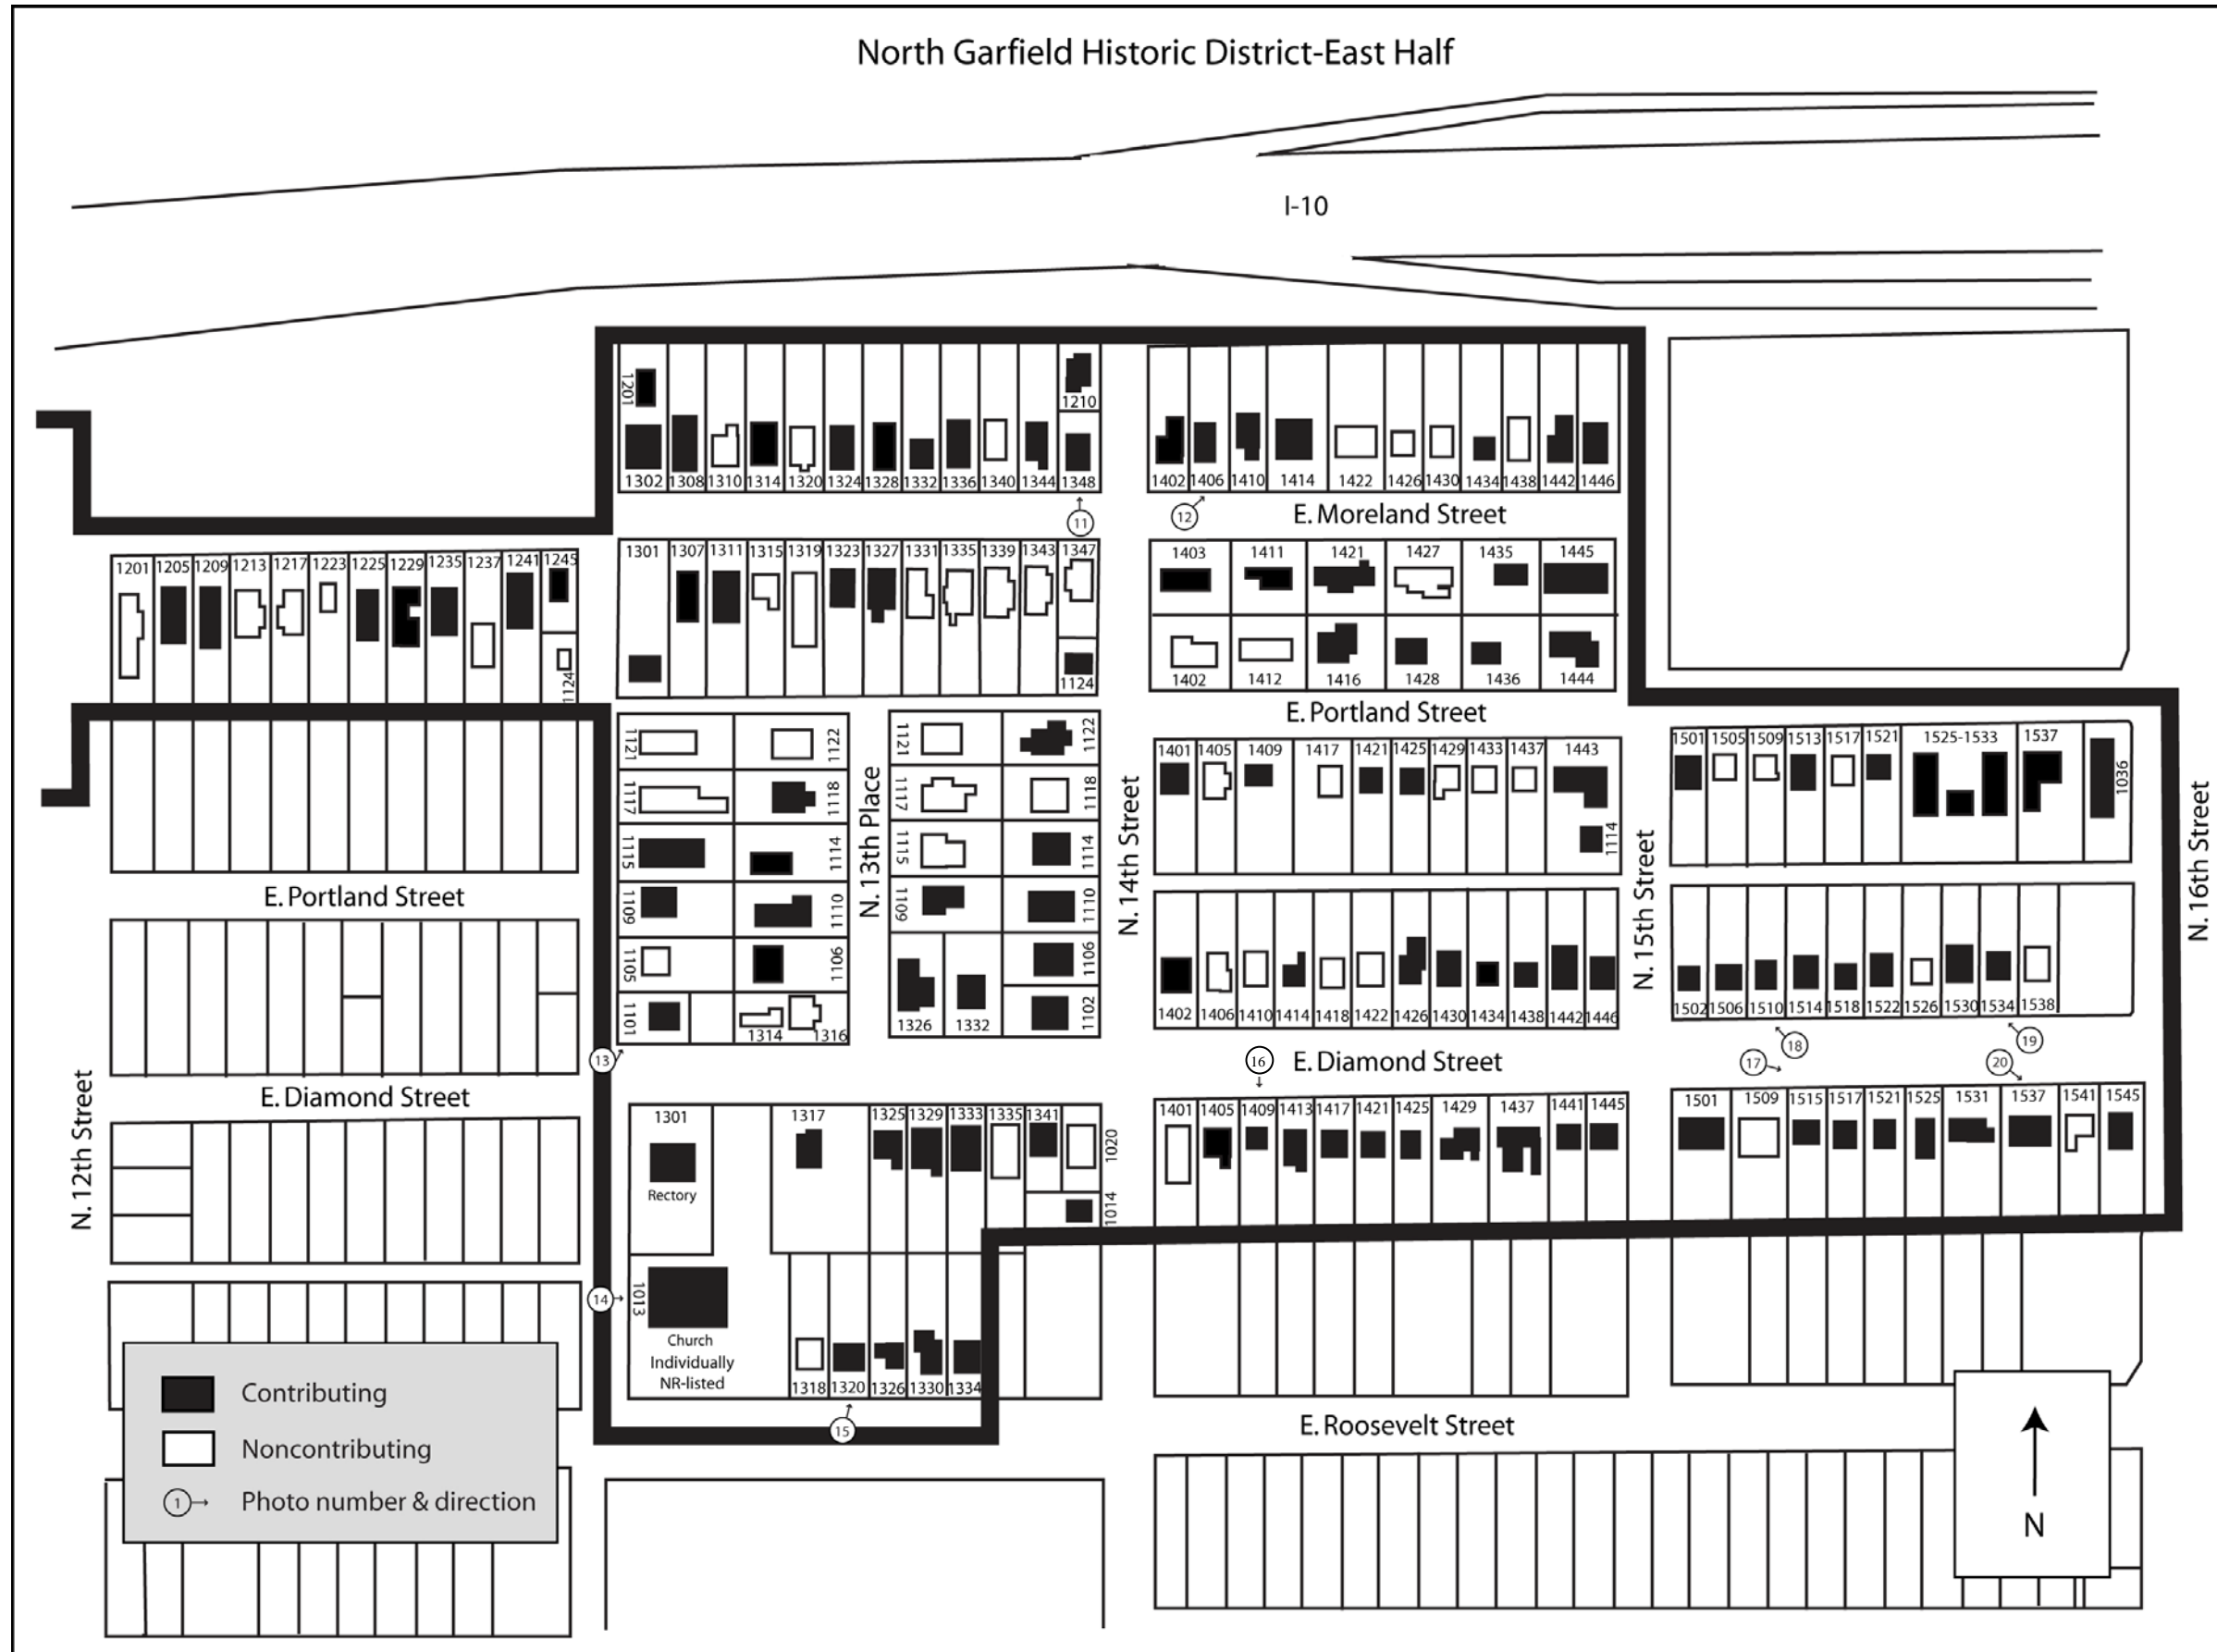 North Garfield Historic District-East Half
I-10
1201
1210
1302 1308 1310 1314 1320 1324 1328 1332 1336 1340 1344 1348
1402 1406 1410 1414 1422 1426 1430 1434 1438 1442 1446
11
12
E. Moreland Street
1201 1205 1209 1213 1217 1223 1225 1229 1235 1237 1241 1245
1124
1301 1307 1311 1315 1319 1323 1327 1331 1335 1339 1343 1347
1124
1403 1411 1421 1427 1435 1445
1402 1412 1416 1428 1436 1444
E. Portland Street
1121 1122
1117 1118
1115 1114
1109 1110
1105 1106
1101 1314 1316
N. 13th Place
1121 1122
1117 1118
1115 1114
1109 1110
1106
1326 1332 1102
N. 14th Street
1401 1405 1409 1417 1421 1425 1429 1433 1437 1443
1114
1402 1406 1410 1414 1418 1422 1426 1430 1434 1438 1442 1446
N. 15th Street
1501 1505 1509 1513 1517 1521 1525-1533 1537
1036
1502 1506 1510 1514 1518 1522 1526 1530 1534 1538
N. 16th Street
E. Portland Street
13
16
E. Diamond Street
17
18
19
20
E. Diamond Street
N. 12th Street
1301 1317 1325 1329 1333 1335 1341
1020
Rectory
1014
1401 1405 1409 1413 1417 1421 1425 1429 1437 1441 1445
1501 1509 1515 1517 1521 1525 1531 1537 1541 1545
14
1013
Church
Individually
NR-listed
1318 1320 1326 1330 1334
15
E. Roosevelt Street
Contributing
Noncontributing
1 Photo number & direction
N